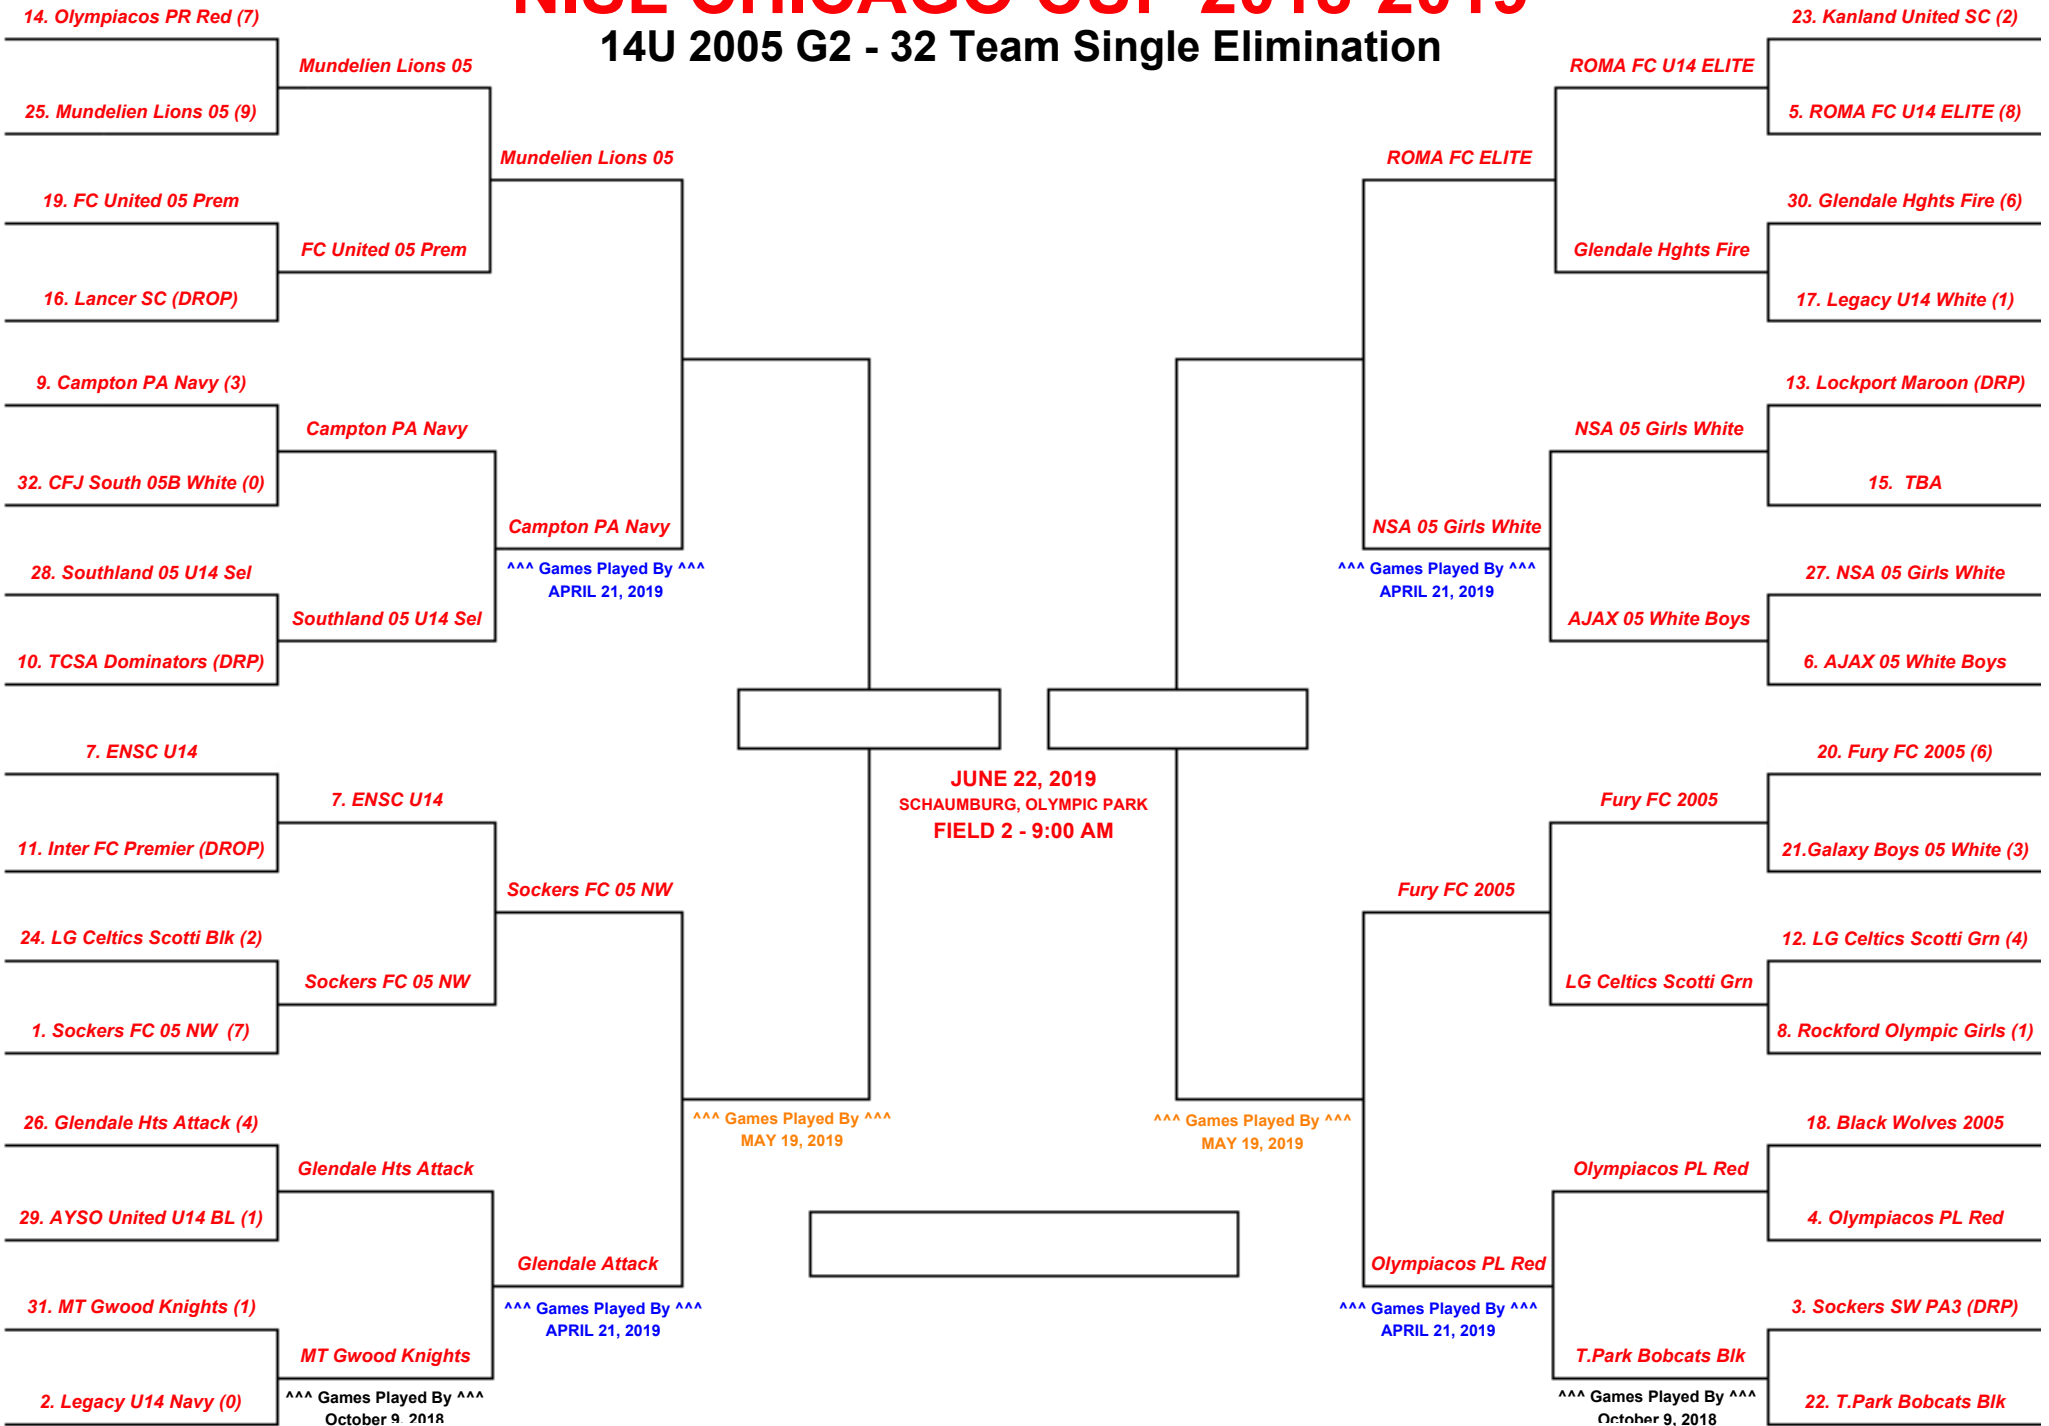 NISL CHICAGO CUP 2018-2019
14U 2005 G2 - 32 Team Single Elimination
14. Olympiacos PR Red (7)
25. Mundelien Lions 05 (9)
19. FC United 05 Prem
16. Lancer SC (DROP)
9. Campton PA Navy (3)
32. CFJ South 05B White (0)
28. Southland 05 U14 Sel
10. TCSA Dominators (DRP)
7. ENSC U14
11. Inter FC Premier (DROP)
24. LG Celtics Scotti Blk (2)
1. Sockers FC 05 NW (7)
26. Glendale Hts Attack (4)
29. AYSO United U14 BL (1)
31. MT Gwood Knights (1)
2. Legacy U14 Navy (0)
Mundelien Lions 05
FC United 05 Prem
Campton PA Navy
Southland 05 U14 Sel
7. ENSC U14
Sockers FC 05 NW
Glendale Hts Attack
MT Gwood Knights
^^^ Games Played By ^^^
October 9, 2018
Mundelien Lions 05
Campton PA Navy
^^^ Games Played By ^^^
APRIL 21, 2019
Sockers FC 05 NW
Glendale Attack
^^^ Games Played By ^^^
APRIL 21, 2019
^^^ Games Played By ^^^
MAY 19, 2019
JUNE 22, 2019
SCHAUMBURG, OLYMPIC PARK
FIELD 2 - 9:00 AM
^^^ Games Played By ^^^
MAY 19, 2019
ROMA FC ELITE
NSA 05 Girls White
^^^ Games Played By ^^^
APRIL 21, 2019
Fury FC 2005
Olympiacos PL Red
^^^ Games Played By ^^^
APRIL 21, 2019
ROMA FC U14 ELITE
Glendale Hghts Fire
NSA 05 Girls White
AJAX 05 White Boys
Fury FC 2005
LG Celtics Scotti Grn
Olympiacos PL Red
T.Park Bobcats Blk
^^^ Games Played By ^^^
October 9, 2018
23. Kanland United SC (2)
5. ROMA FC U14 ELITE (8)
30. Glendale Hghts Fire (6)
17. Legacy U14 White (1)
13. Lockport Maroon (DRP)
15. TBA
27. NSA 05 Girls White
6. AJAX 05 White Boys
20. Fury FC 2005 (6)
21.Galaxy Boys 05 White (3)
12. LG Celtics Scotti Grn (4)
8. Rockford Olympic Girls (1)
18. Black Wolves 2005
4. Olympiacos PL Red
3. Sockers SW PA3 (DRP)
22. T.Park Bobcats Blk